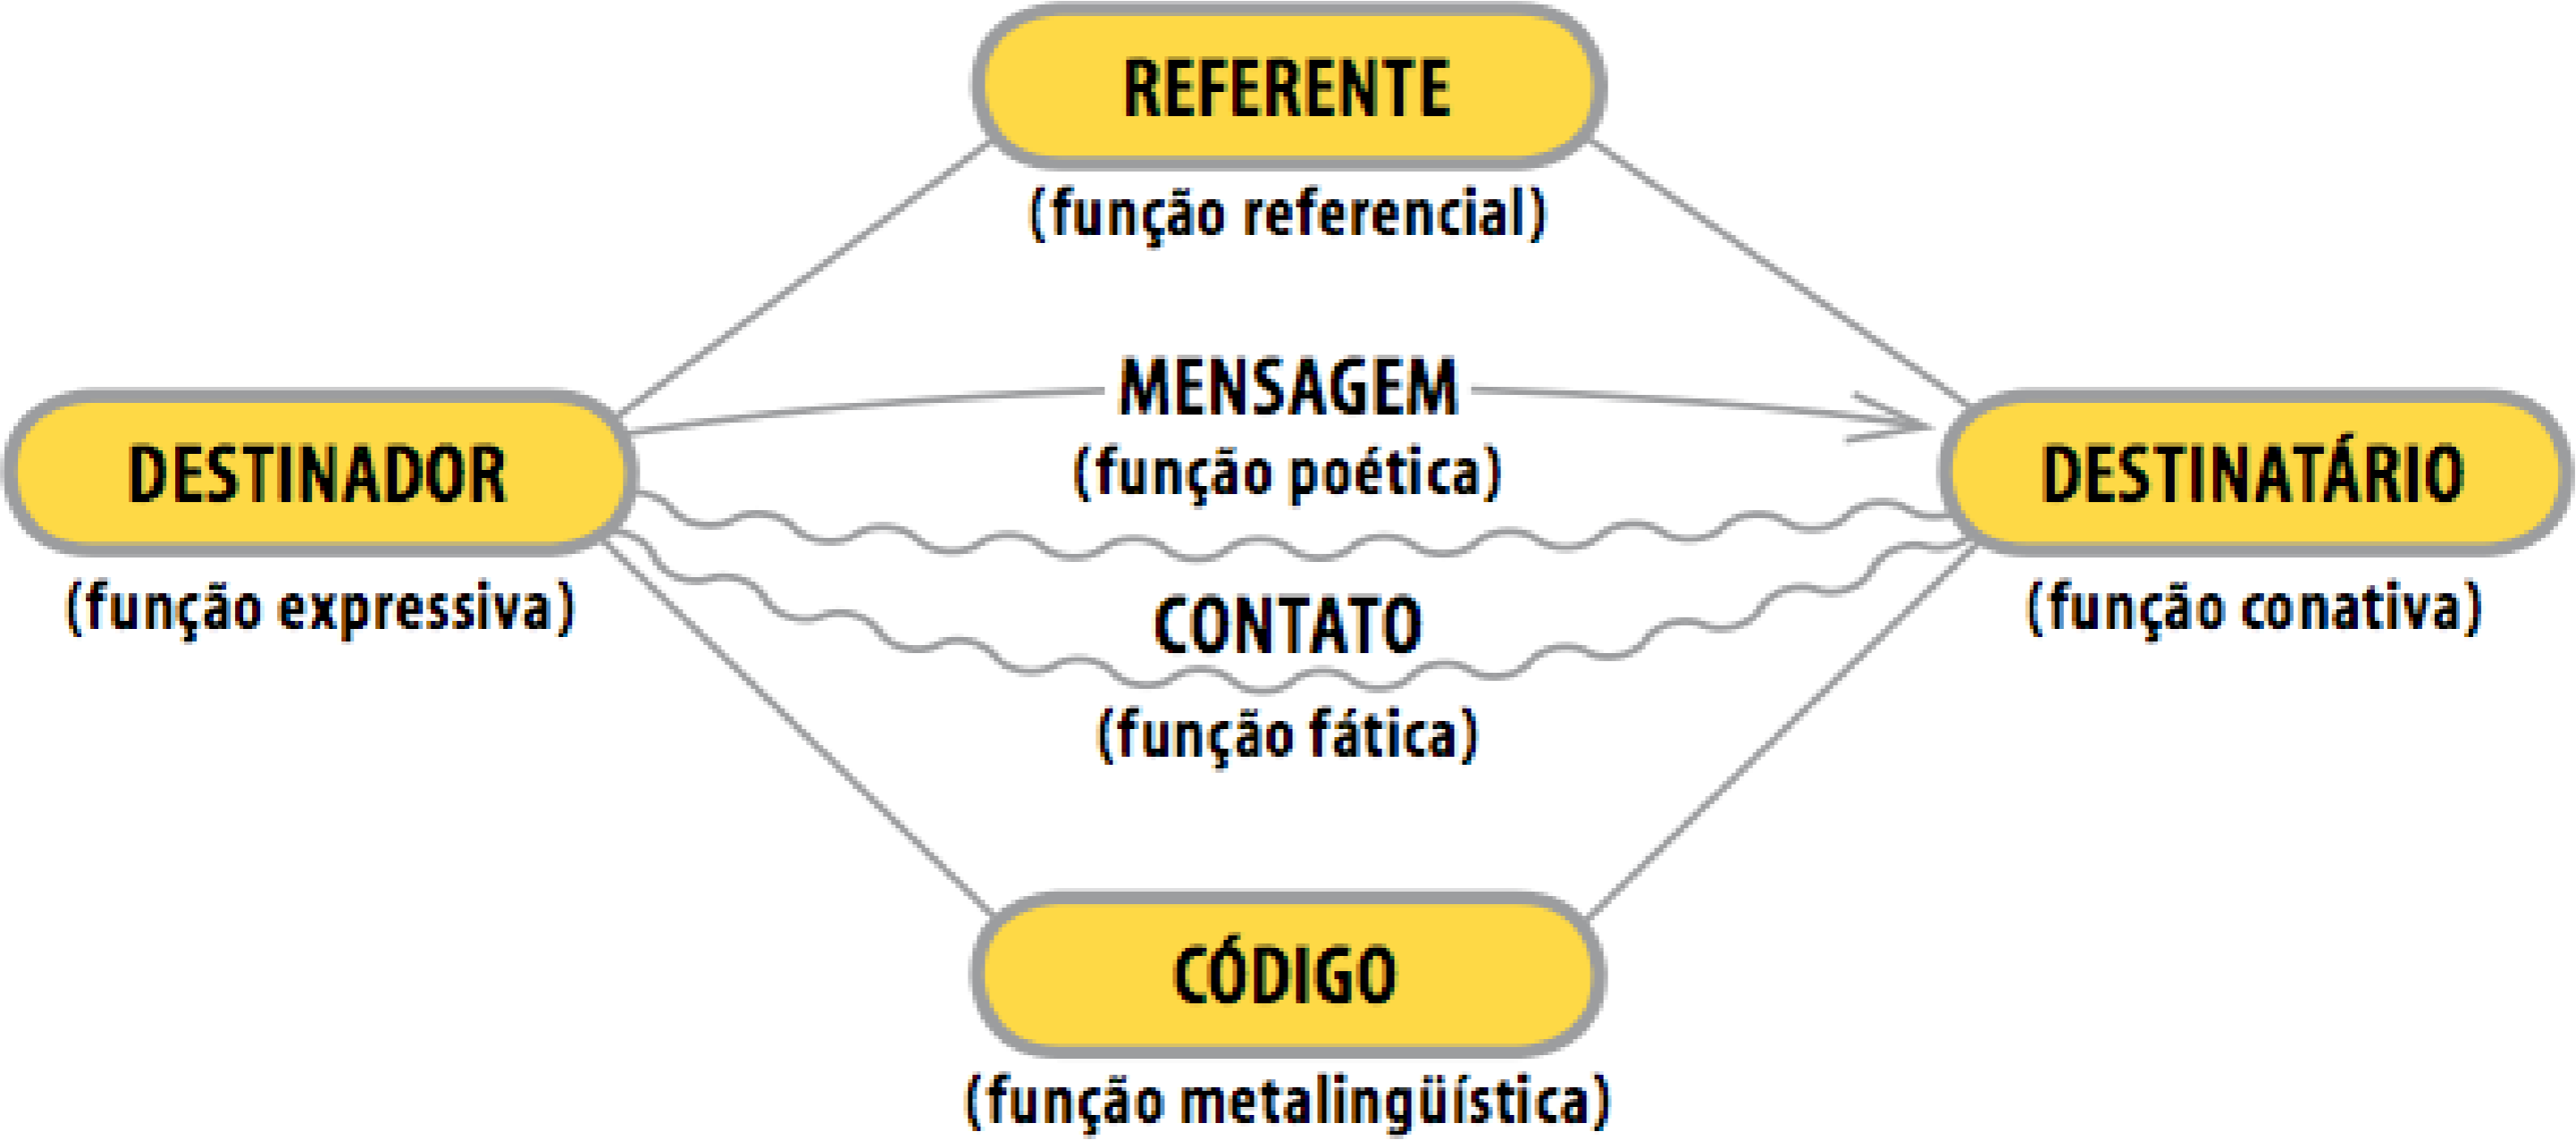 REFERENTE
(função referencial)
MENSAGEM
(função poética)
DESTINADOR
(função expressiva)
DESTINATÁRIO
(função conativa)
CONTATO
(função fática)
CÓDIGO
(função metalingüística)